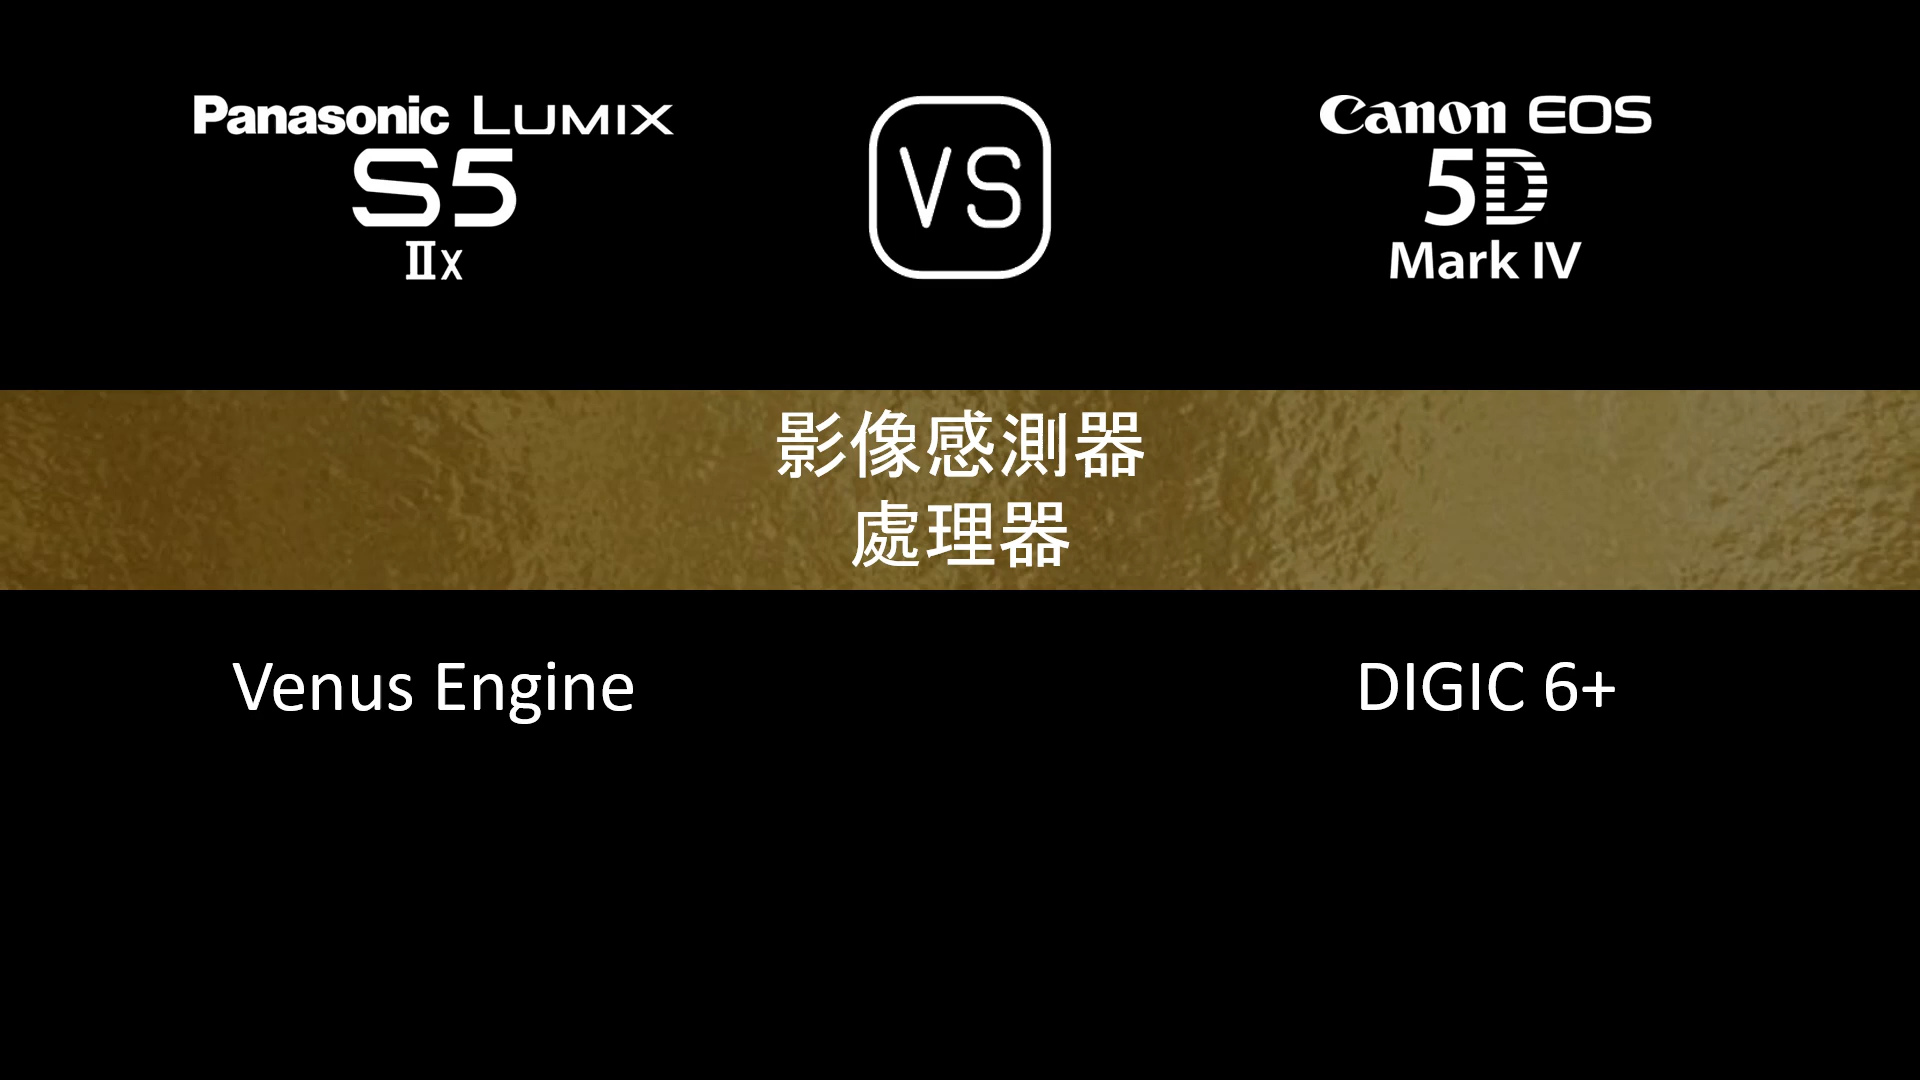 Panasonic LUMIX
S5
IIx
VS
Canon EOS
5D
Mark IV
影像感測器
處理器
Venus Engine
DIGIC 6+